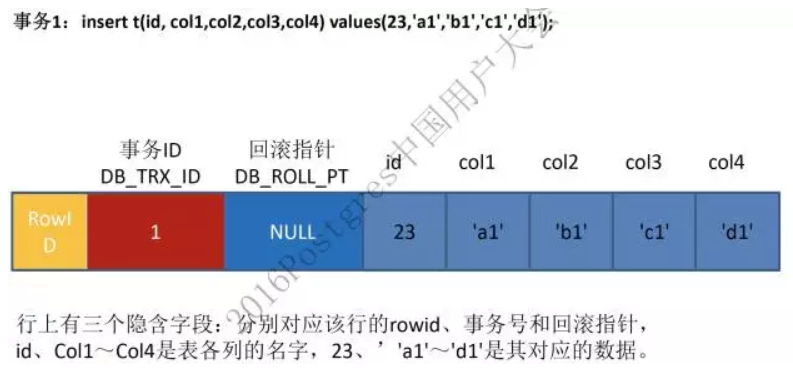 事务1：insert t(id, col1,col2,col3,col4) values(23,'a1','b1','c1','d1');
事务ID 回滚指针 id col1 col2 col3 col4
DB_TRX_ID DB_ROLL_PT
RowID 1 NULL 23 'a1' 'b1' 'c1' 'd1'
行上有三个隐含字段：分别对应该行的rowid、事务号和回滚指针，
id、Col1～Col4是表各列的名字，23、’'a1'～'d1'是其对应的数据。
2016Postgres中国用户大会